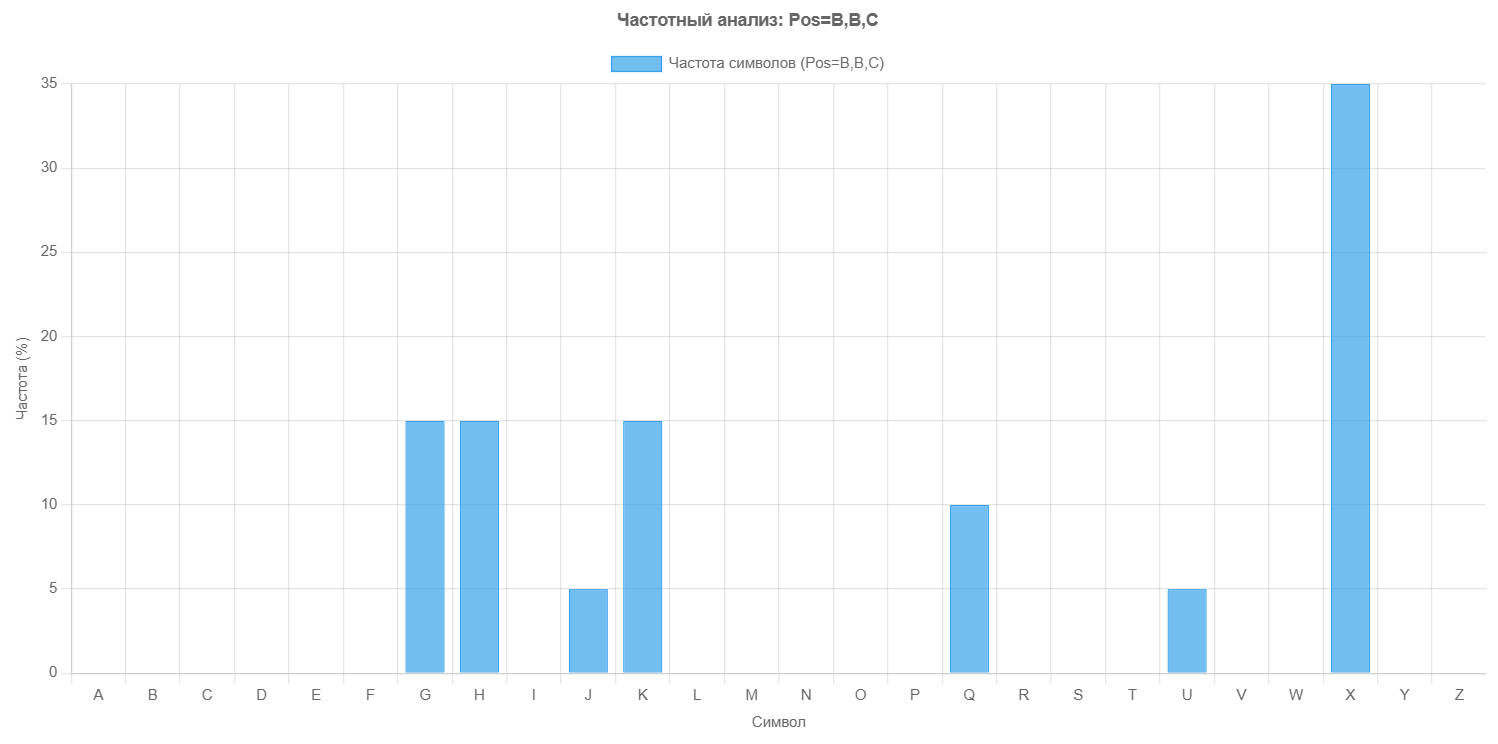 Частотный анализ: Pos=B,B,C
Частота символов (Pos=B,B,C)
35
30
25
20
15
10
5
0
Частота (%)
A B C D E F G H I J K L M N O P Q R S T U V W X Y Z
Символ